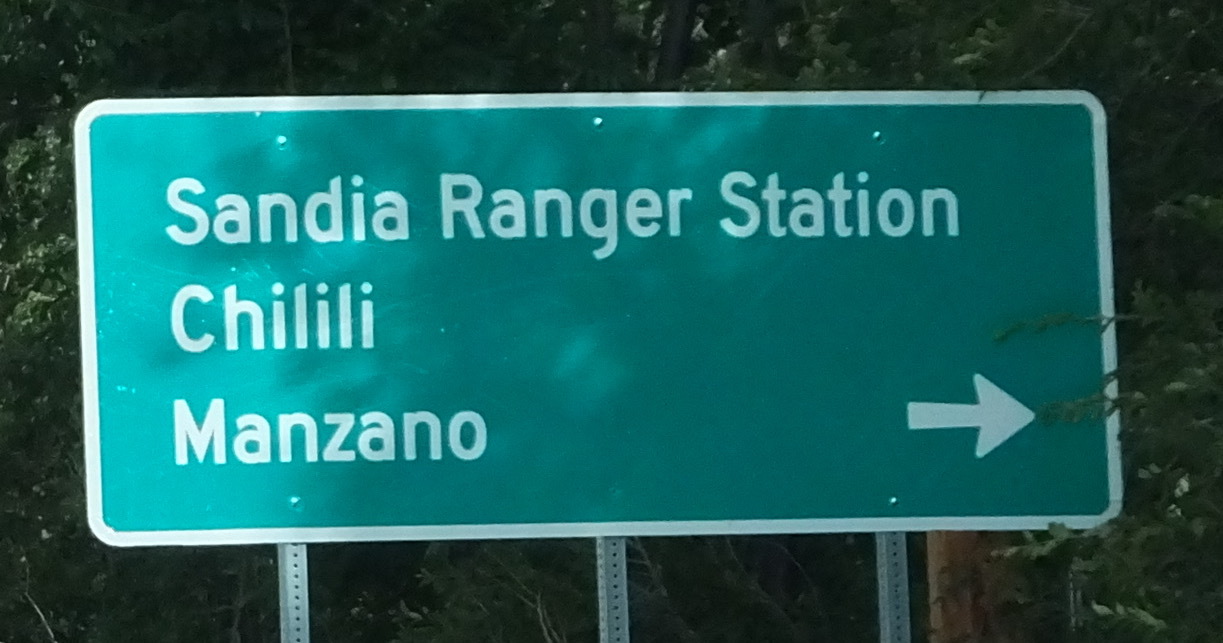 Sandia Ranger Station
Chilili
Manzano